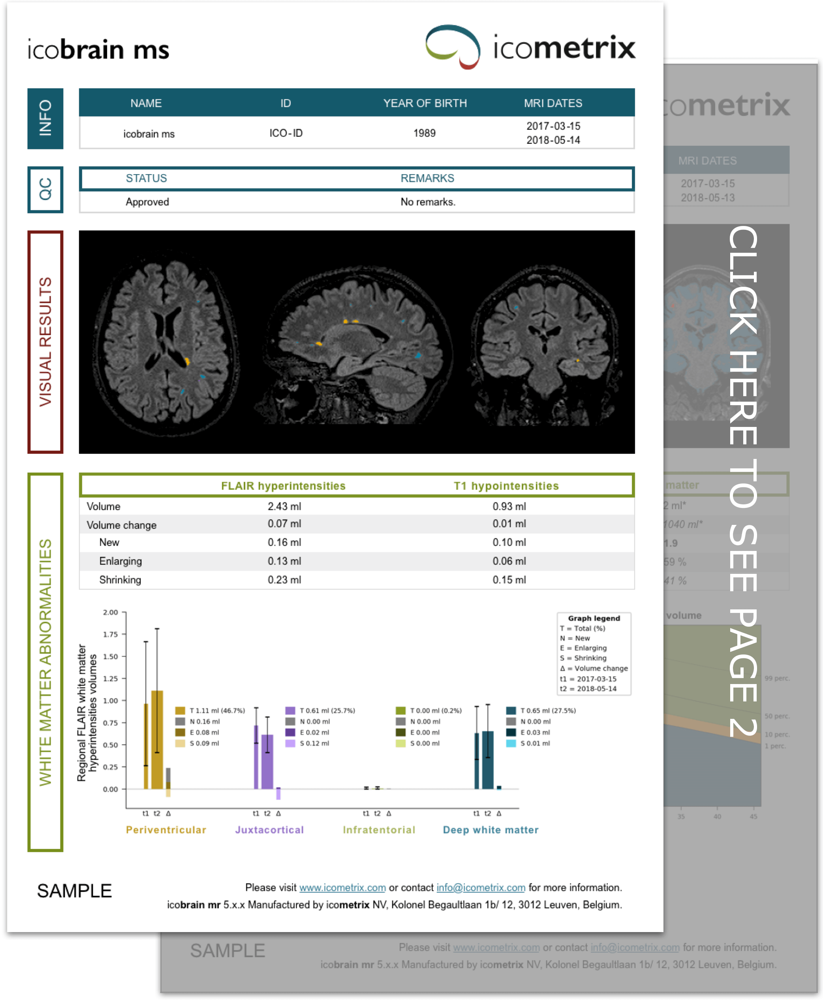 icobrain ms
icometrix
INFO
NAME ID YEAR OF BIRTH MRI DATES
icobrain ms ICO-ID 1989 2017-03-15
2018-05-14
QC
STATUS REMARKS
Approved No remarks.
VISUAL RESULTS
WHITE MATTER ABNORMALITIES
FLAIR hyperintensities T1 hypointensities
Volume 2.43 ml 0.93 ml
Volume change 0.07 ml 0.01 ml
New 0.16 ml 0.10 ml
Enlarging 0.13 ml 0.06 ml
Shrinking 0.23 ml 0.15 ml
Regional FLAIR white matter
hyperintensities volumes
2.00
1.75
1.50
1.25
1.00
0.75
0.50
0.25
0.00
Graph legend
T = Total (%)
N = New
E = Enlarging
S = Shrinking
Δ = Volume change
t1 = 2017-03-15
t2 = 2018-05-14
T 1.11 ml (46.7%)
N 0.16 ml
E 0.08 ml
S 0.09 ml
T 0.61 ml (25.7%)
N 0.00 ml
E 0.02 ml
S 0.12 ml
T 0.00 ml (0.2%)
N 0.00 ml
E 0.00 ml
S 0.00 ml
T 0.65 ml (27.5%)
N 0.00 ml
E 0.03 ml
S 0.01 ml
t1 t2 Δ t1 t2 Δ t1 t2 Δ t1 t2 Δ
Periventricular Juxtacortical Infratentorial Deep white matter
SAMPLE
Please visit www.icometrix.com or contact info@icometrix.com for more information.
icobrain mr 5.x.x Manufactured by icometrix NV, Kolonel Begaultlaan 1b/ 12, 3012 Leuven, Belgium.
cometrix
MRI DATES
2017-03-15
2018-05-13
matter
2 ml*
1040 ml*
1.9
59 %
41 %
volume
99 perc.
50 perc.
10 perc.
1 perc.
35 40 45
CLICK HERE TO SEE PAGE 2
SAMPLE
Please visit www.icometrix.com or contact info@icometrix.com for more information.
icobrain mr 5.x.x Manufactured by icometrix NV, Kolonel Begaultlaan 1b/ 12, 3012 Leuven, Belgium.